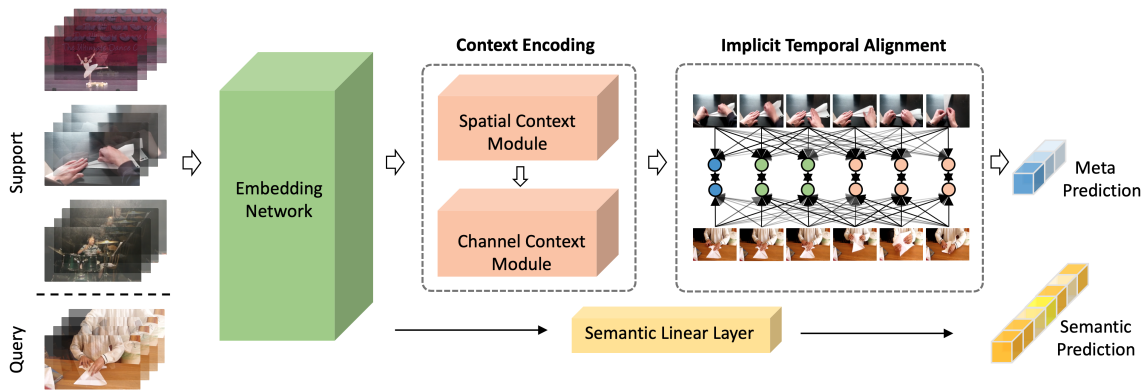 Support
Query
Embedding
Network
Context Encoding
Spatial Context
Module
Channel Context
Module
Implicit Temporal Alignment
Semantic Linear Layer
Meta
Prediction
Semantic
Prediction